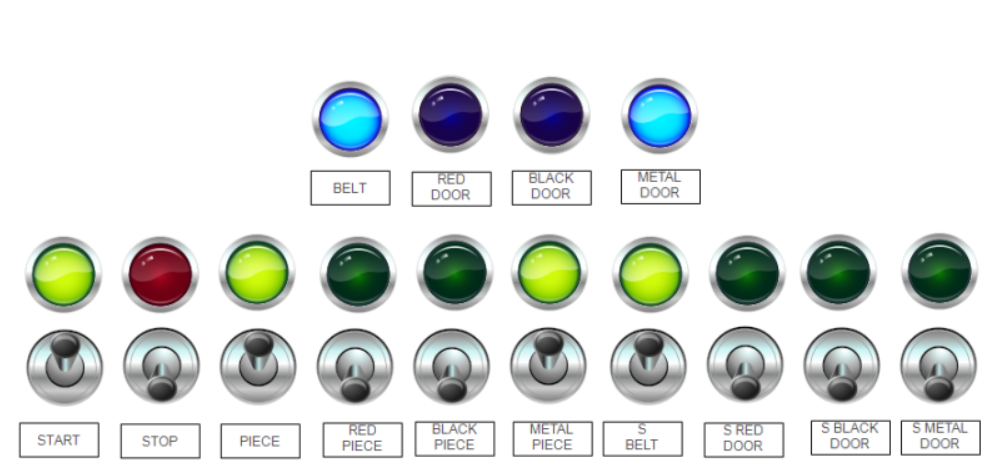 BELT
RED
DOOR
BLACK
DOOR
METAL
DOOR
START
STOP
PIECE
RED
PIECE
BLACK
PIECE
METAL
PIECE
S
BELT
S RED
DOOR
S BLACK
DOOR
S METAL
DOOR